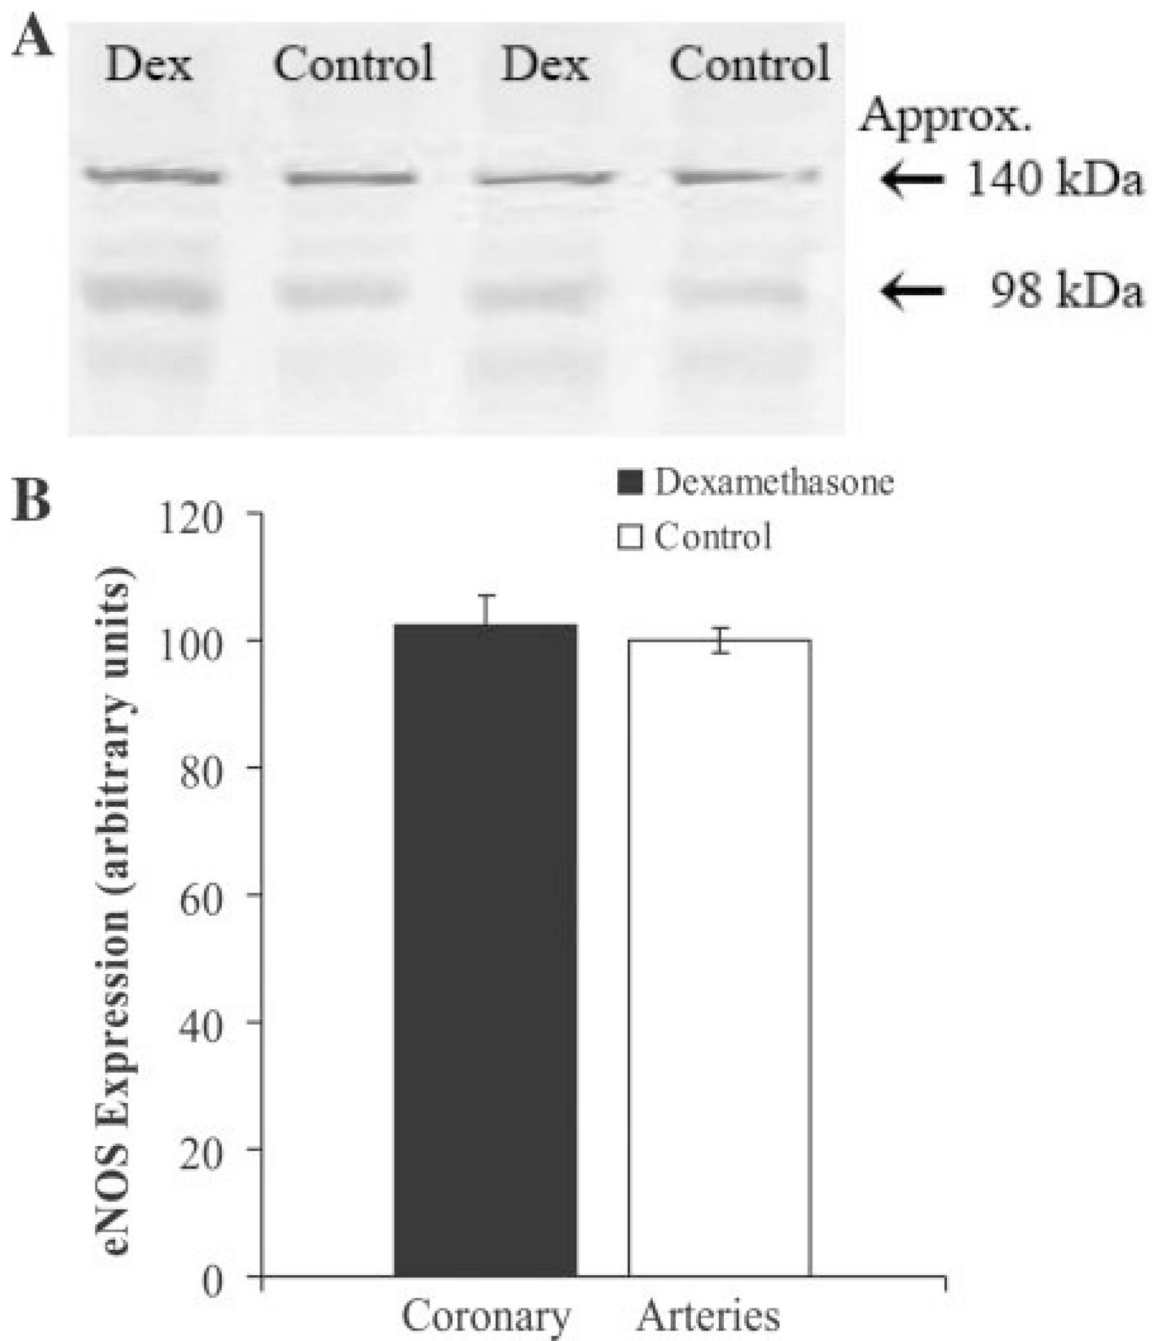 A
Dex Control Dex Control
Approx.
← 140 kDa
← 98 kDa
B
Dexamethasone
Control
eNOS Expression (arbitrary units)
120
100
80
60
40
20
0
Coronary Arteries